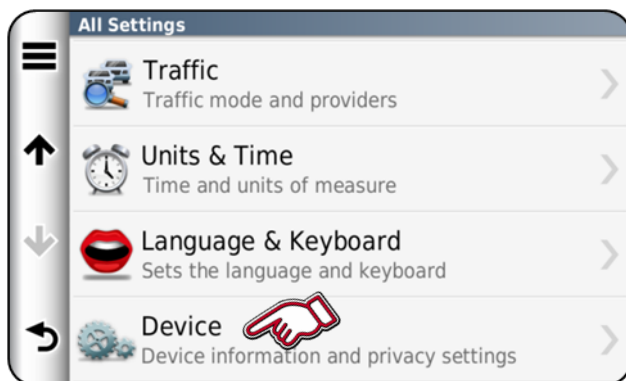 All Settings
Traffic
Traffic mode and providers
Units & Time
Time and units of measure
Language & Keyboard
Sets the language and keyboard
Device
Device information and privacy settings